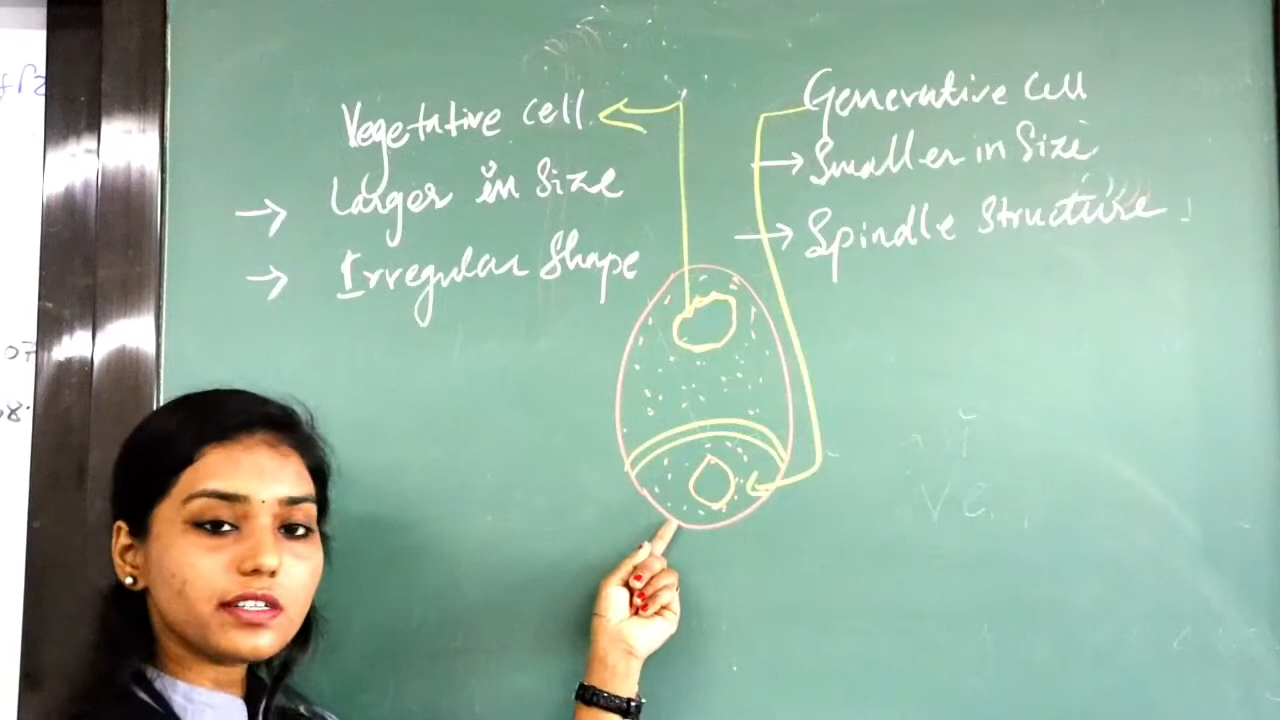 Vegetative cell
→ Larger in Size
→ Irregular Shape
Generative Cell
→ Smaller in Size
→ Spindle Structure